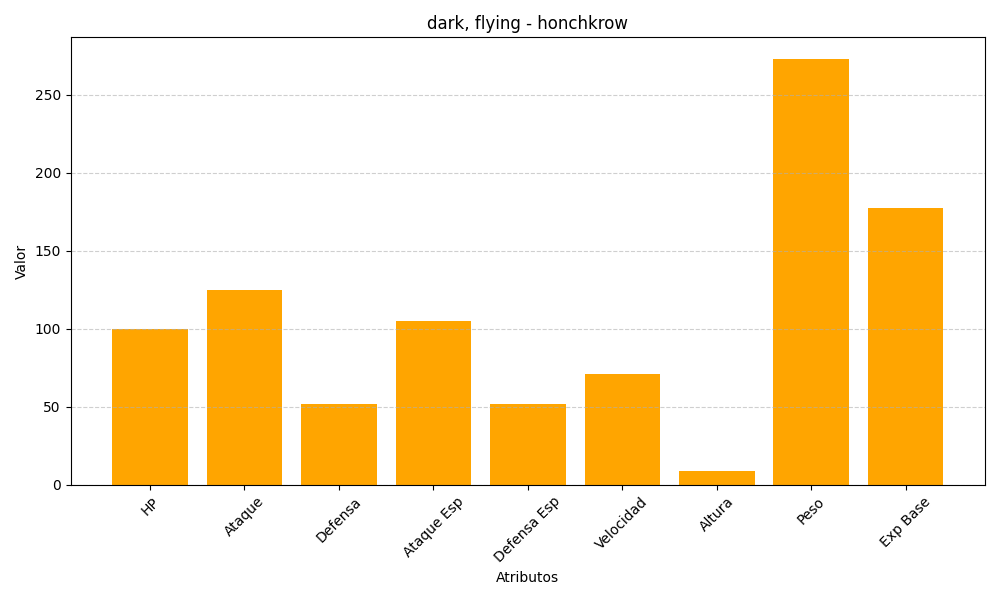 dark, flying - honchkrow
Valor
250
200
150
100
50
0
HP
Ataque
Defensa
Ataque Esp
Defensa Esp
Velocidad
Altura
Peso
Exp Base
Atributos